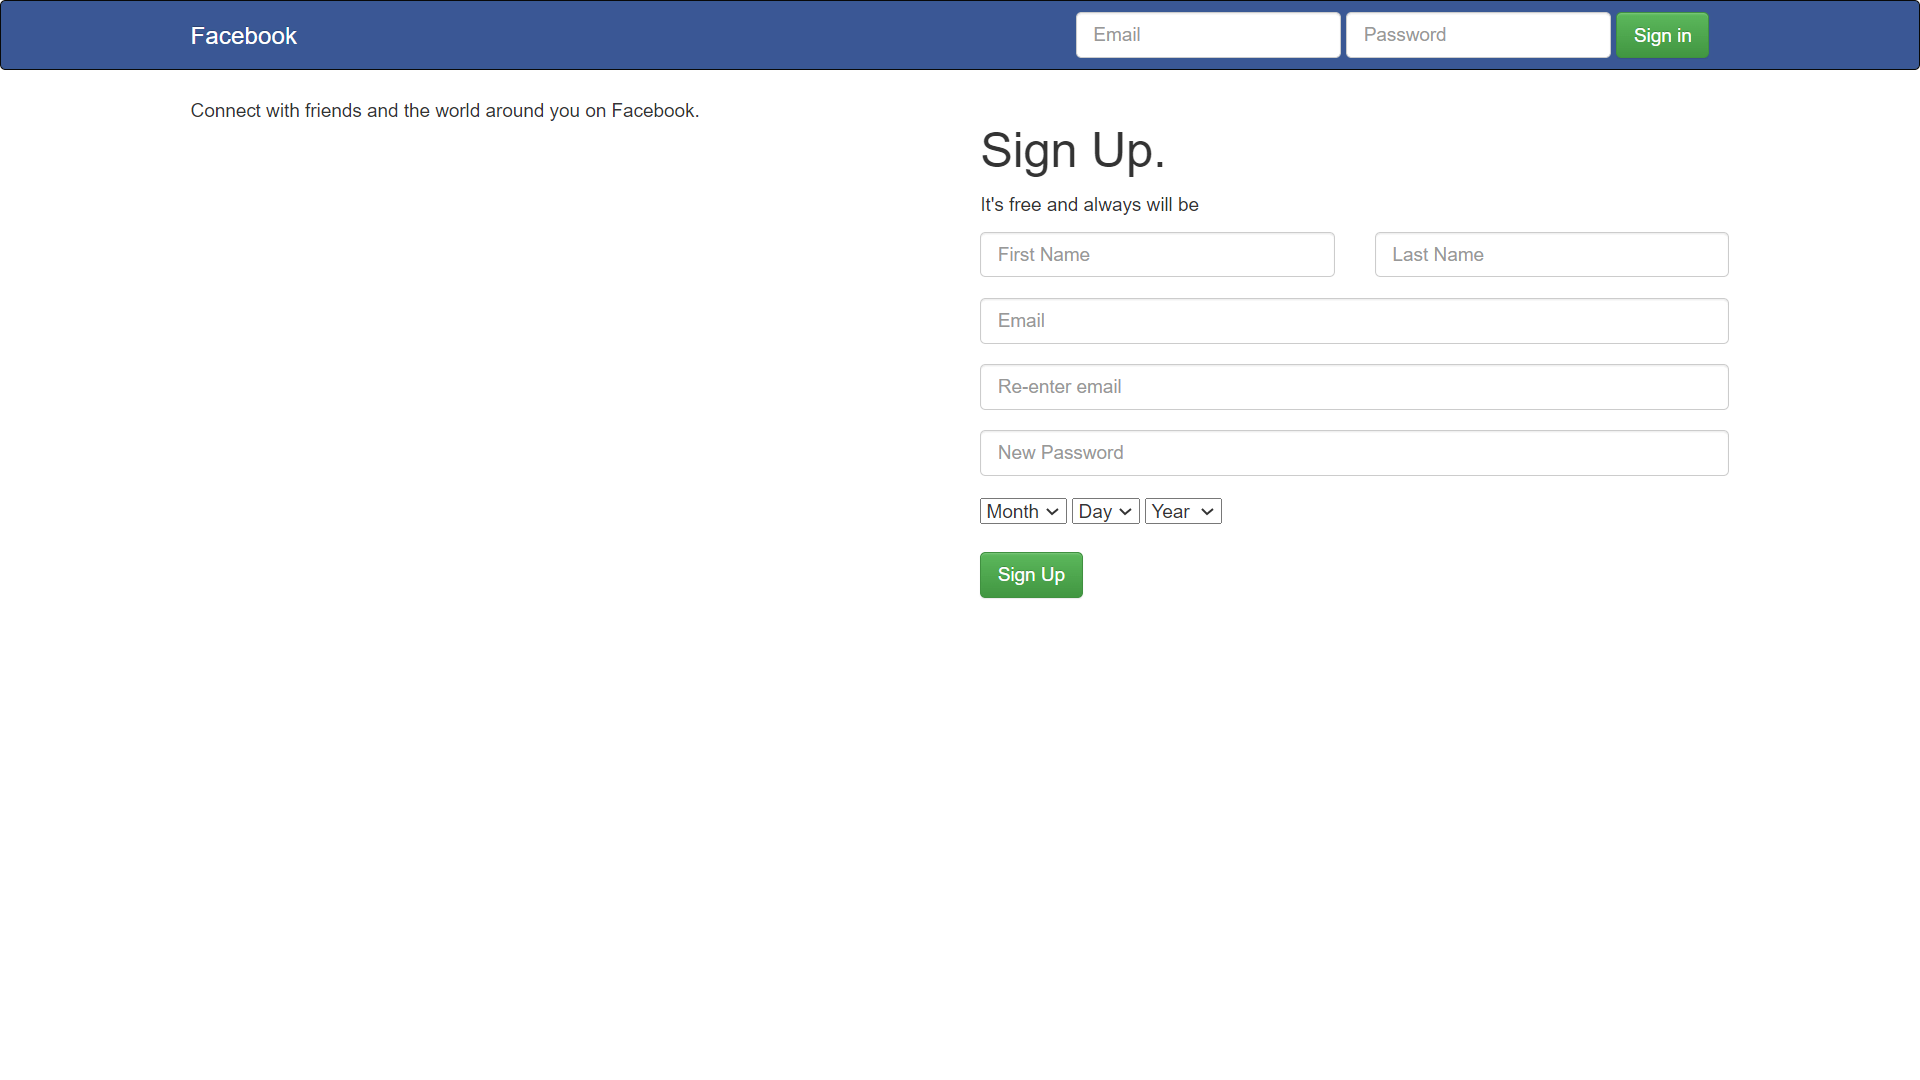 Facebook
Email Password Sign in
Connect with friends and the world around you on Facebook.
Sign Up.
It's free and always will be
First Name Last Name
Email
Re-enter email
New Password
Month Day Year
Sign Up